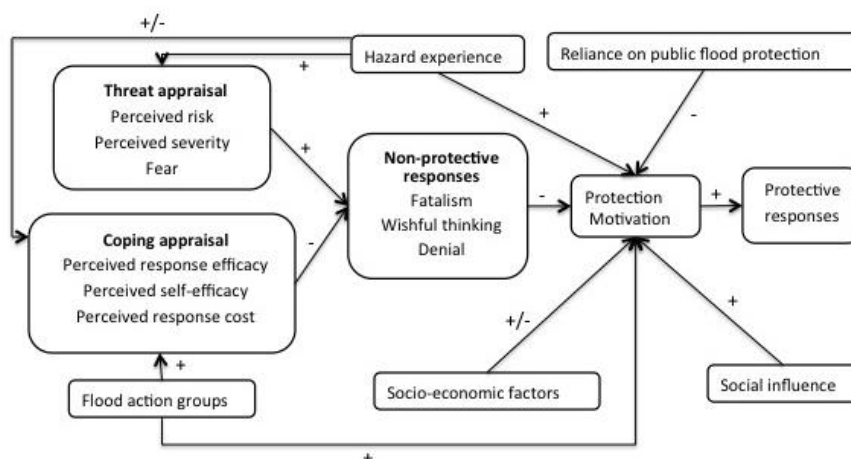 +/-
Hazard experience
Reliance on public flood protection
+
Threat appraisal
Perceived risk
Perceived severity
Fear
+
+
-
Non-protective
responses
Fatalism
Wishful thinking
Denial
-
Protection
Motivation
+
Protective
responses
Coping appraisal
Perceived response efficacy
Perceived self-efficacy
Perceived response cost
-
+/-
+
+
Flood action groups
Socio-economic factors
Social influence
+